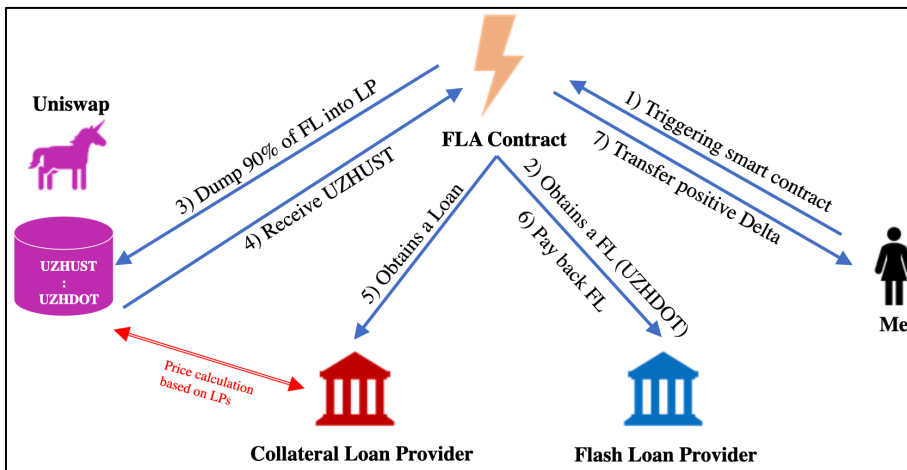 Uniswap
FLA Contract
1) Triggering smart contract
7) Transfer positive Delta
3) Dump 90% of FL into LP
4) Receive UZHUST
2) Obtains a FL (UZHDOT)
6) Pay back FL
5) Obtains a Loan
UZHUST
:
UZHDOT
Me
Price calculation
based on LPs
Collateral Loan Provider
Flash Loan Provider